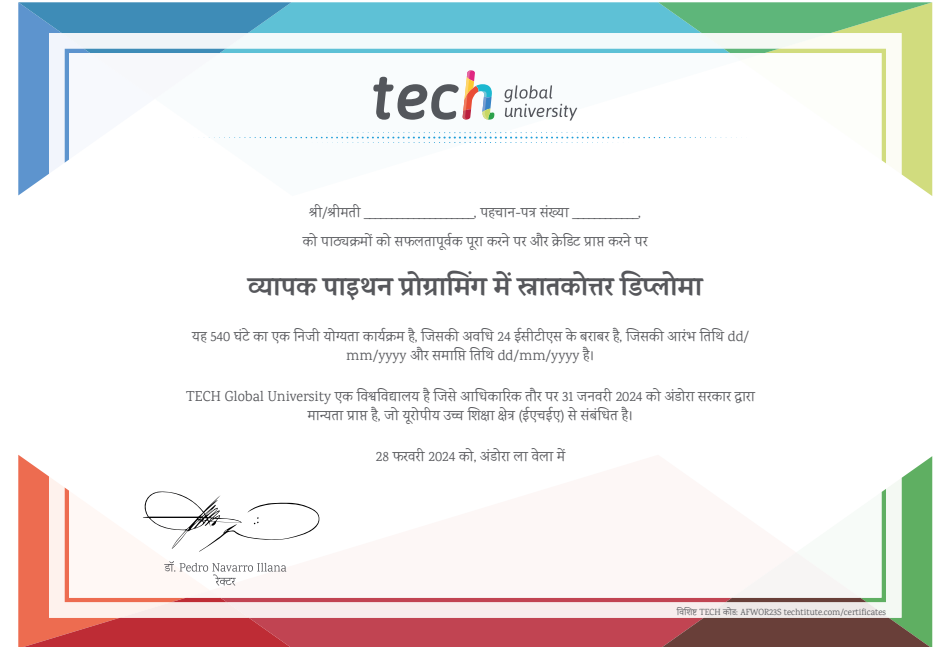 tech global
university
श्री/श्रीमती ____________________, पहचान-पत्र संख्या ____________,
को पाठ्यक्रमों को सफलतापूर्वक पूरा करने पर और क्रेडिट प्राप्त करने पर
व्यापक पाइथन प्रोग्रामिंग में स्नातकोत्तर डिप्लोमा
यह 540 घंटे का एक निजी योग्यता कार्यक्रम है, जिसकी अवधि 24 ईसीटीएस के बराबर है, जिसकी आरंभ तिथि dd/
mm/yyyy और समाप्ति तिथि dd/mm/yyyy है।
TECH Global University एक विश्वविद्यालय है जिसे आधिकारिक तौर पर 31 जनवरी 2024 को अंडोरा सरकार द्वारा
मान्यता प्राप्त है, जो यूरोपीय उच्च शिक्षा क्षेत्र (ईएचईए) से संबंधित है।
28 फरवरी 2024 को, अंडोरा ला वेला में
डॉ. Pedro Navarro Illana
रेक्टर
विशिष्ट TECH कोड: AFWOR23S techtitute.com/certificates